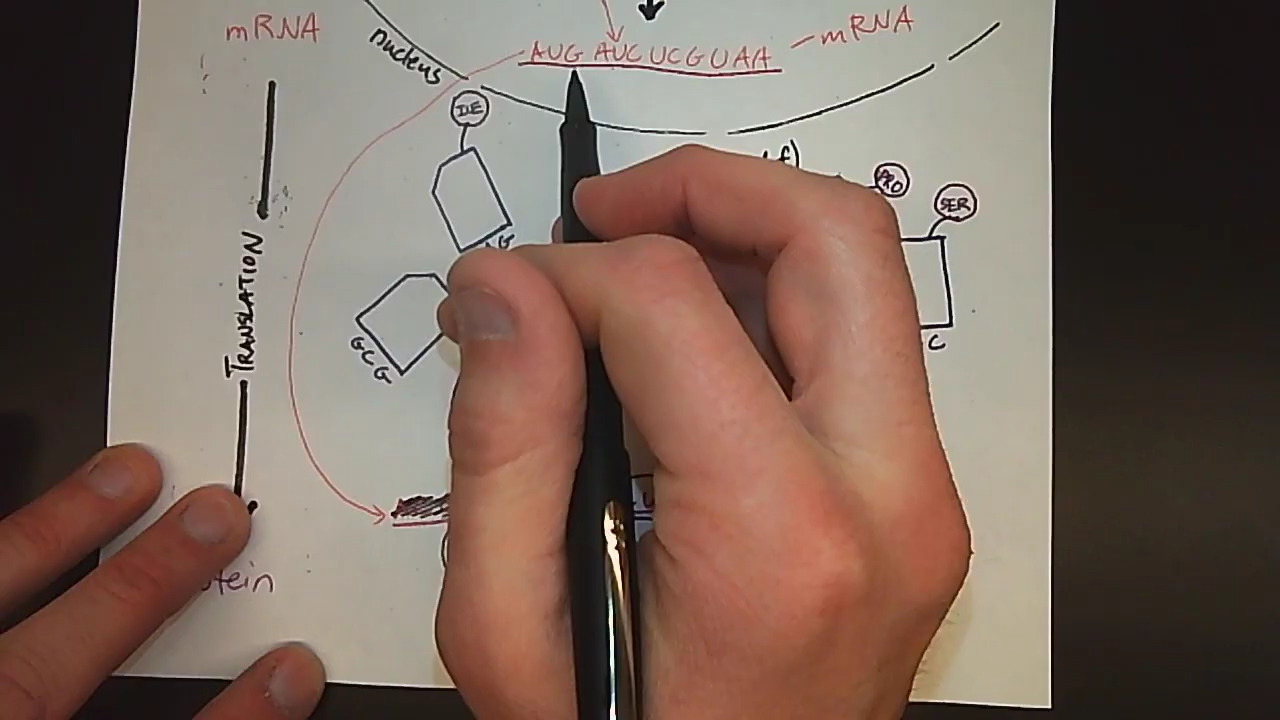 mRNA
AUG AUC UCG UAA
mRNA
nucleus
ILE
PRO
SER
G
C
GCG
TRANSLATION
U